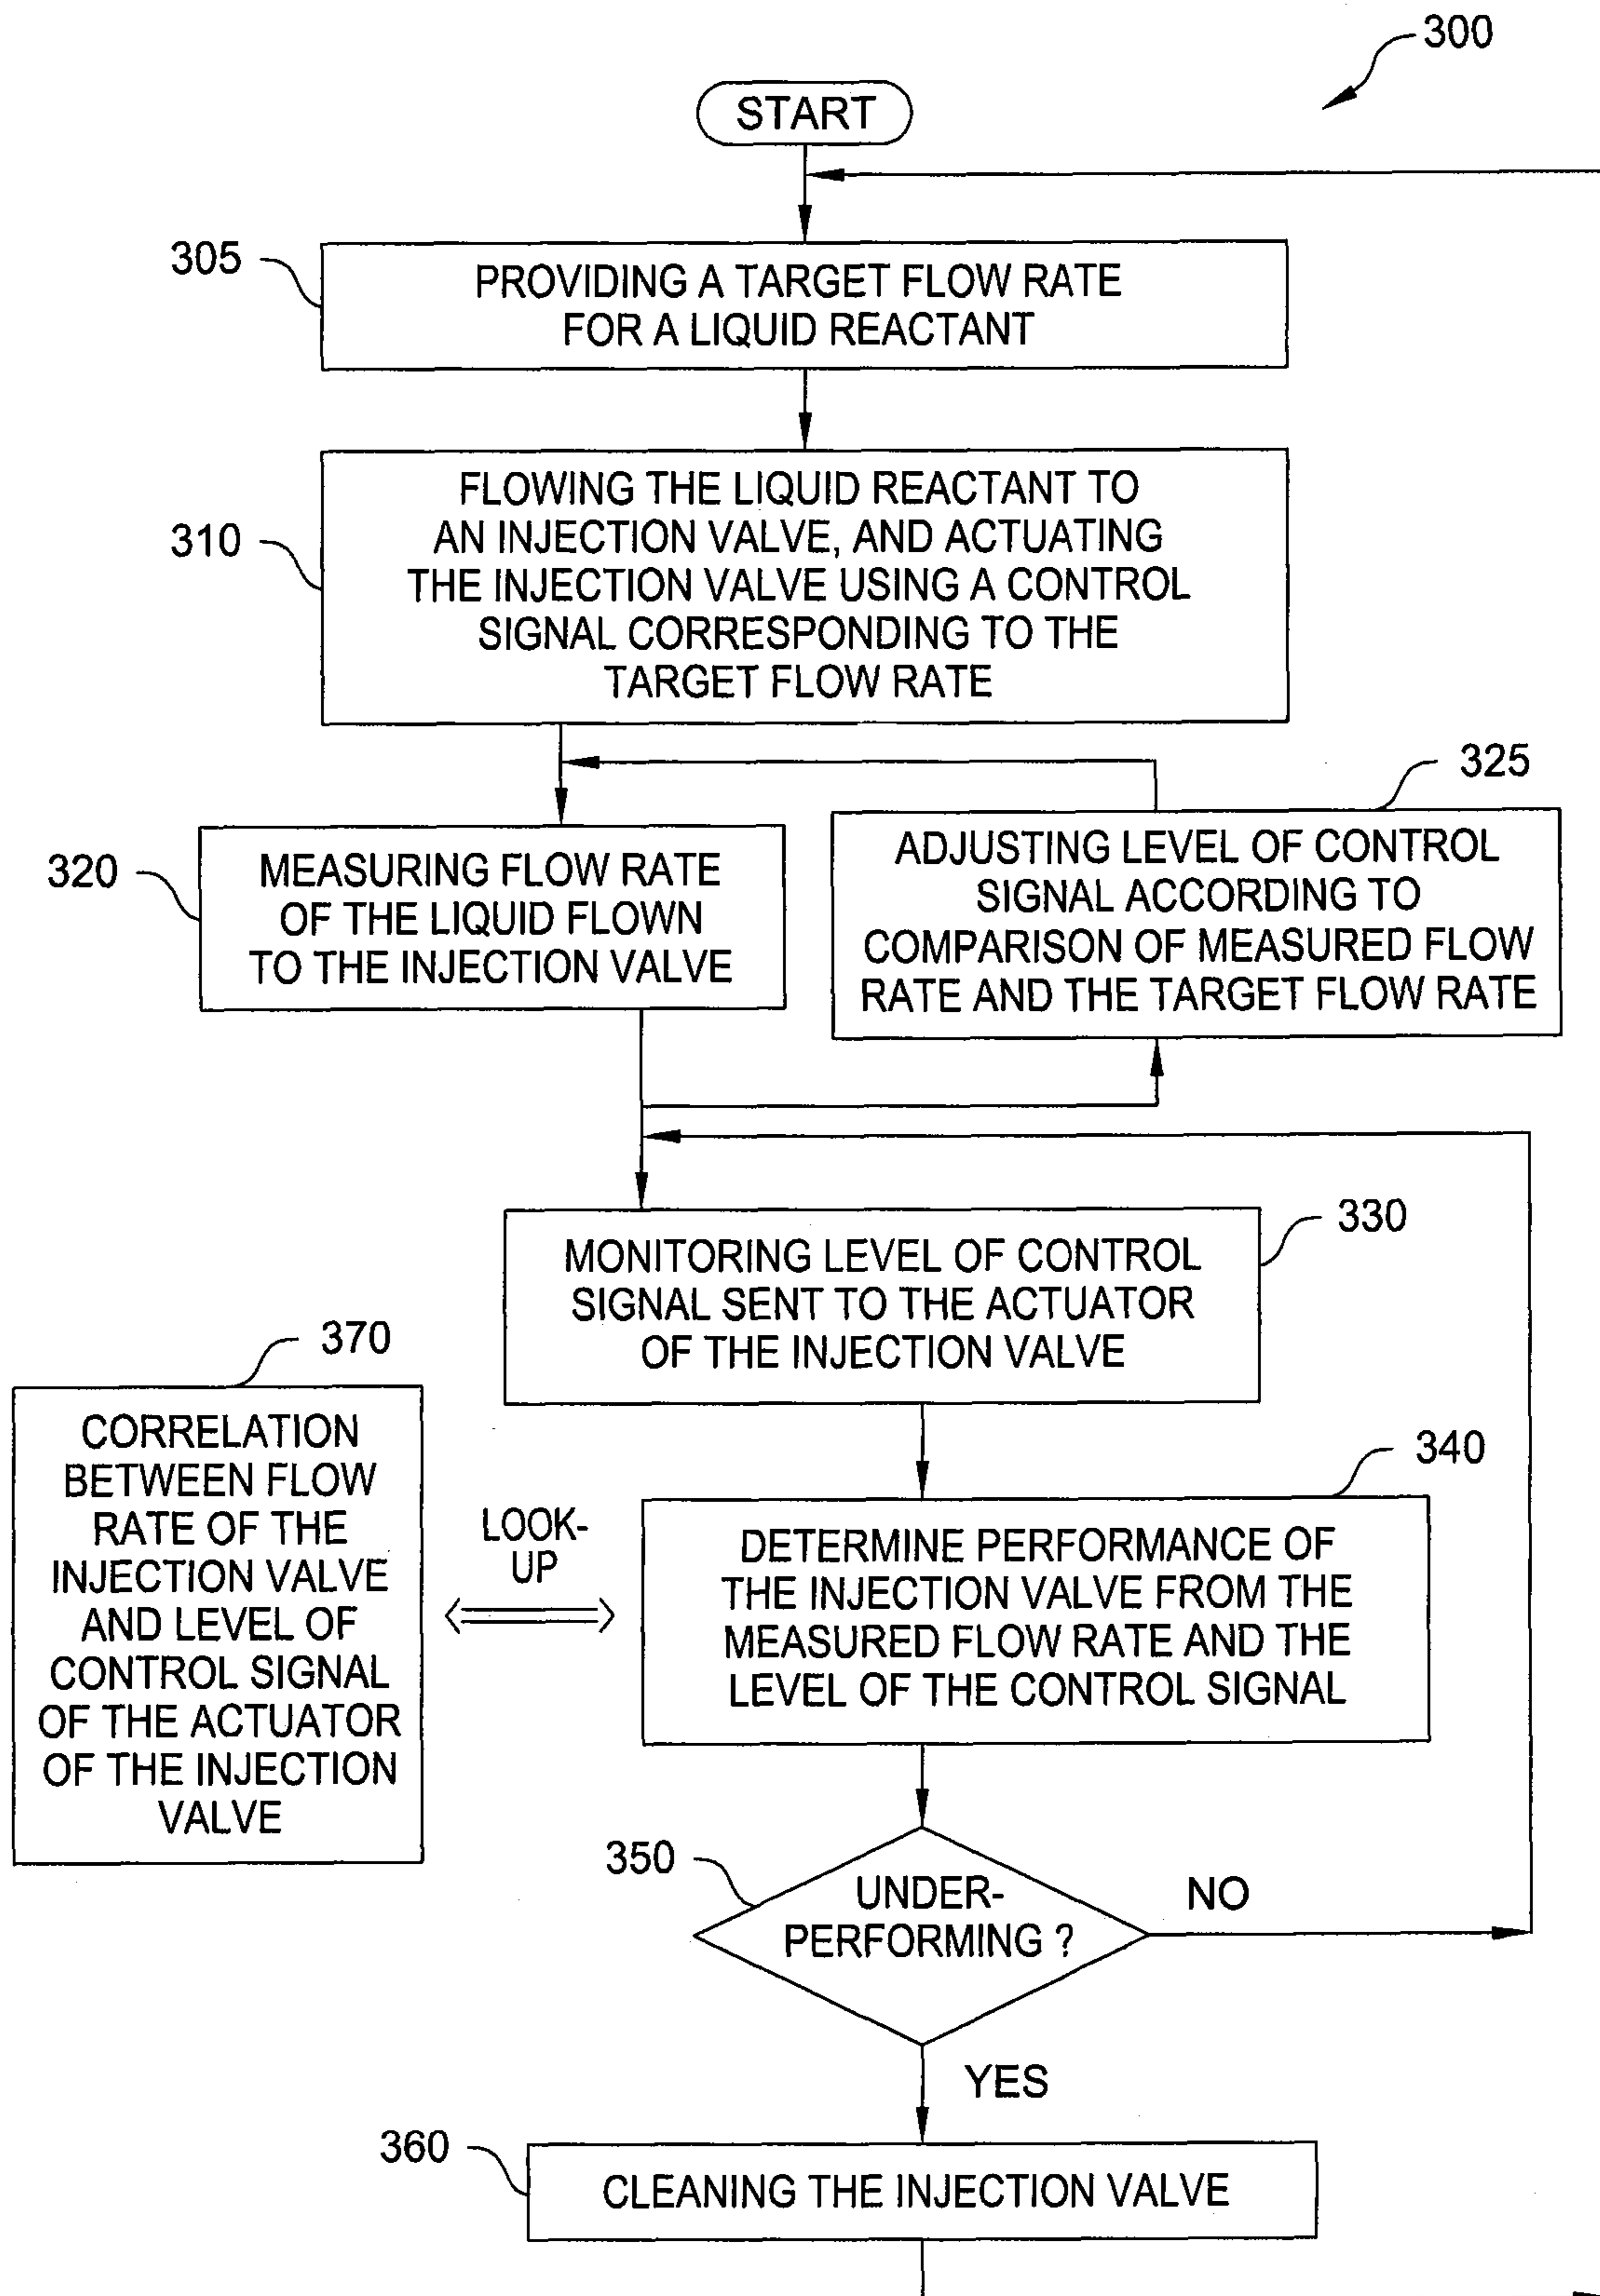 300
START
305
PROVIDING A TARGET FLOW RATE
FOR A LIQUID REACTANT
310
FLOWING THE LIQUID REACTANT TO
AN INJECTION VALVE, AND ACTUATING
THE INJECTION VALVE USING A CONTROL
SIGNAL CORRESPONDING TO THE
TARGET FLOW RATE
320
MEASURING FLOW RATE
OF THE LIQUID FLOWN
TO THE INJECTION VALVE
325
ADJUSTING LEVEL OF CONTROL
SIGNAL ACCORDING TO
COMPARISON OF MEASURED FLOW
RATE AND THE TARGET FLOW RATE
330
MONITORING LEVEL OF CONTROL
SIGNAL SENT TO THE ACTUATOR
OF THE INJECTION VALVE
370
CORRELATION
BETWEEN FLOW
RATE OF THE
INJECTION VALVE
AND LEVEL OF
CONTROL SIGNAL
OF THE ACTUATOR
OF THE INJECTION
VALVE
LOOK-
UP
340
DETERMINE PERFORMANCE OF
THE INJECTION VALVE FROM THE
MEASURED FLOW RATE AND THE
LEVEL OF THE CONTROL SIGNAL
350
UNDER-
PERFORMING ?
NO
YES
360
CLEANING THE INJECTION VALVE